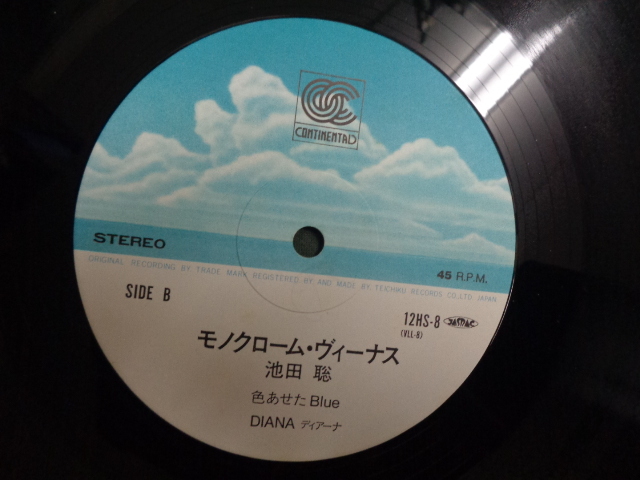 CONTINENTAL
STEREO
45 R.P.M.
ORIGINAL RECORDING BY TRADE MARK REGISTERED BY AND MADE BY TEICHIKU RECORDS CO.,LTD. JAPAN
SIDE B
12HS-8 JASRAC
(VLL-8)
モノクローム・ヴィーナス
池田 聡
色あせた Blue
DIANA ディアーナ